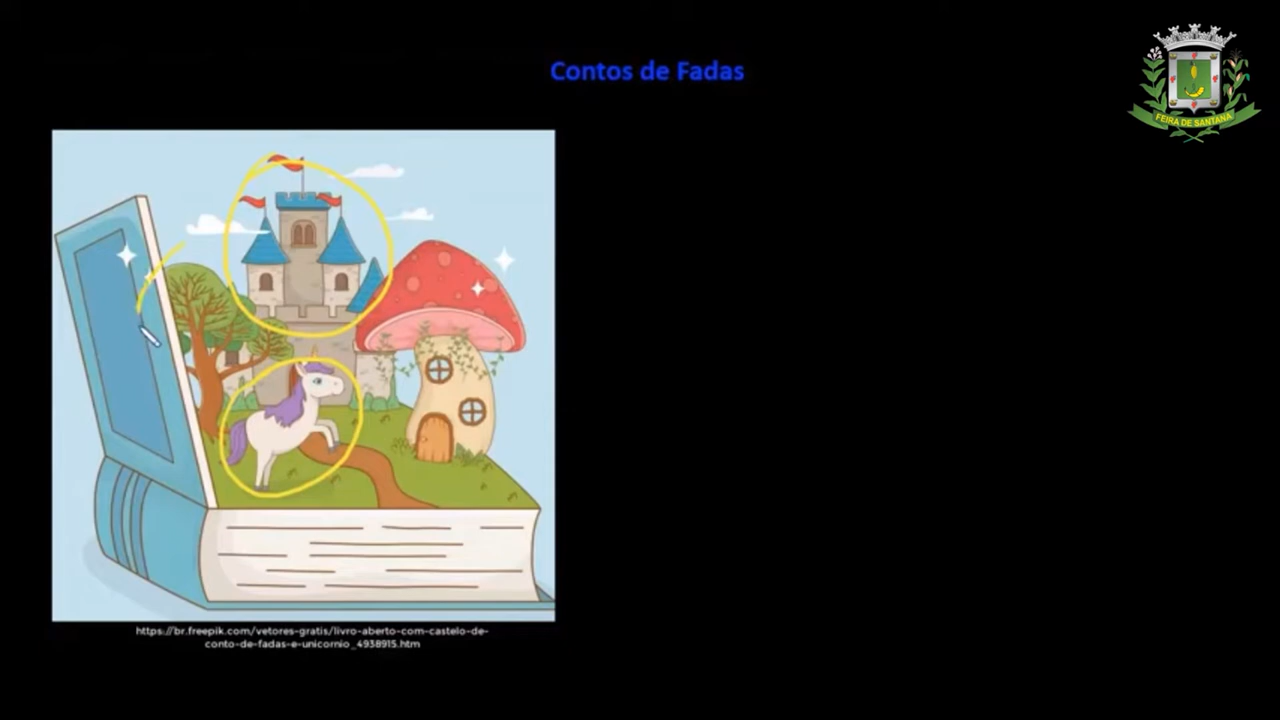 Contos de Fadas
FEIRA DE SANTANA
https://br.freepik.com/vetores-gratis/livro-aberto-com-castelo-de-
conto-de-fadas-e-unicornio_4938915.htm